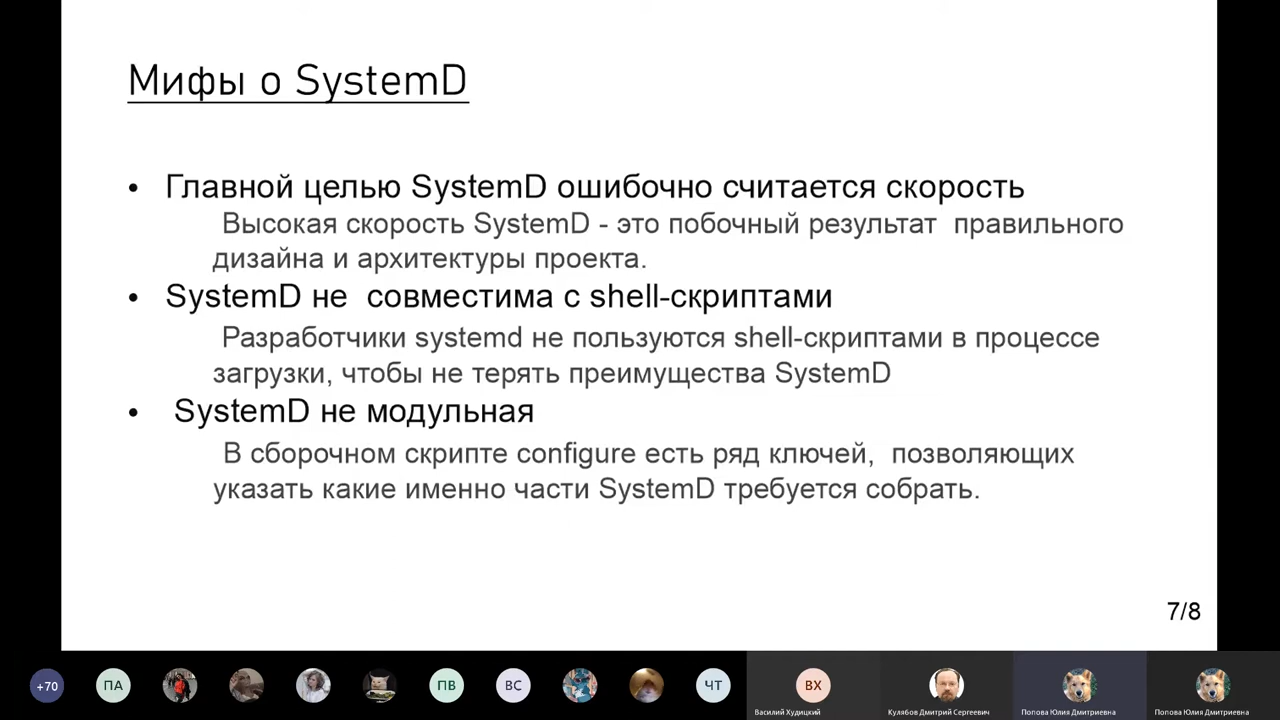 Мифы о SystemD
• Главной целью SystemD ошибочно считается скорость
Высокая скорость SystemD - это побочный результат правильного
дизайна и архитектуры проекта.
• SystemD не совместима с shell-скриптами
Разработчики systemd не пользуются shell-скриптами в процессе
загрузки, чтобы не терять преимущества SystemD
• SystemD не модульная
В сборочном скрипте configure есть ряд ключей, позволяющих
указать какие именно части SystemD требуется собрать.
7/8
+70 ПА ПВ ВС ЧТ ВХ
Василий Худицкий Кулябов Дмитрий Сергеевич Попова Юлия Дмитриевна Попова Юлия Дмитриевна